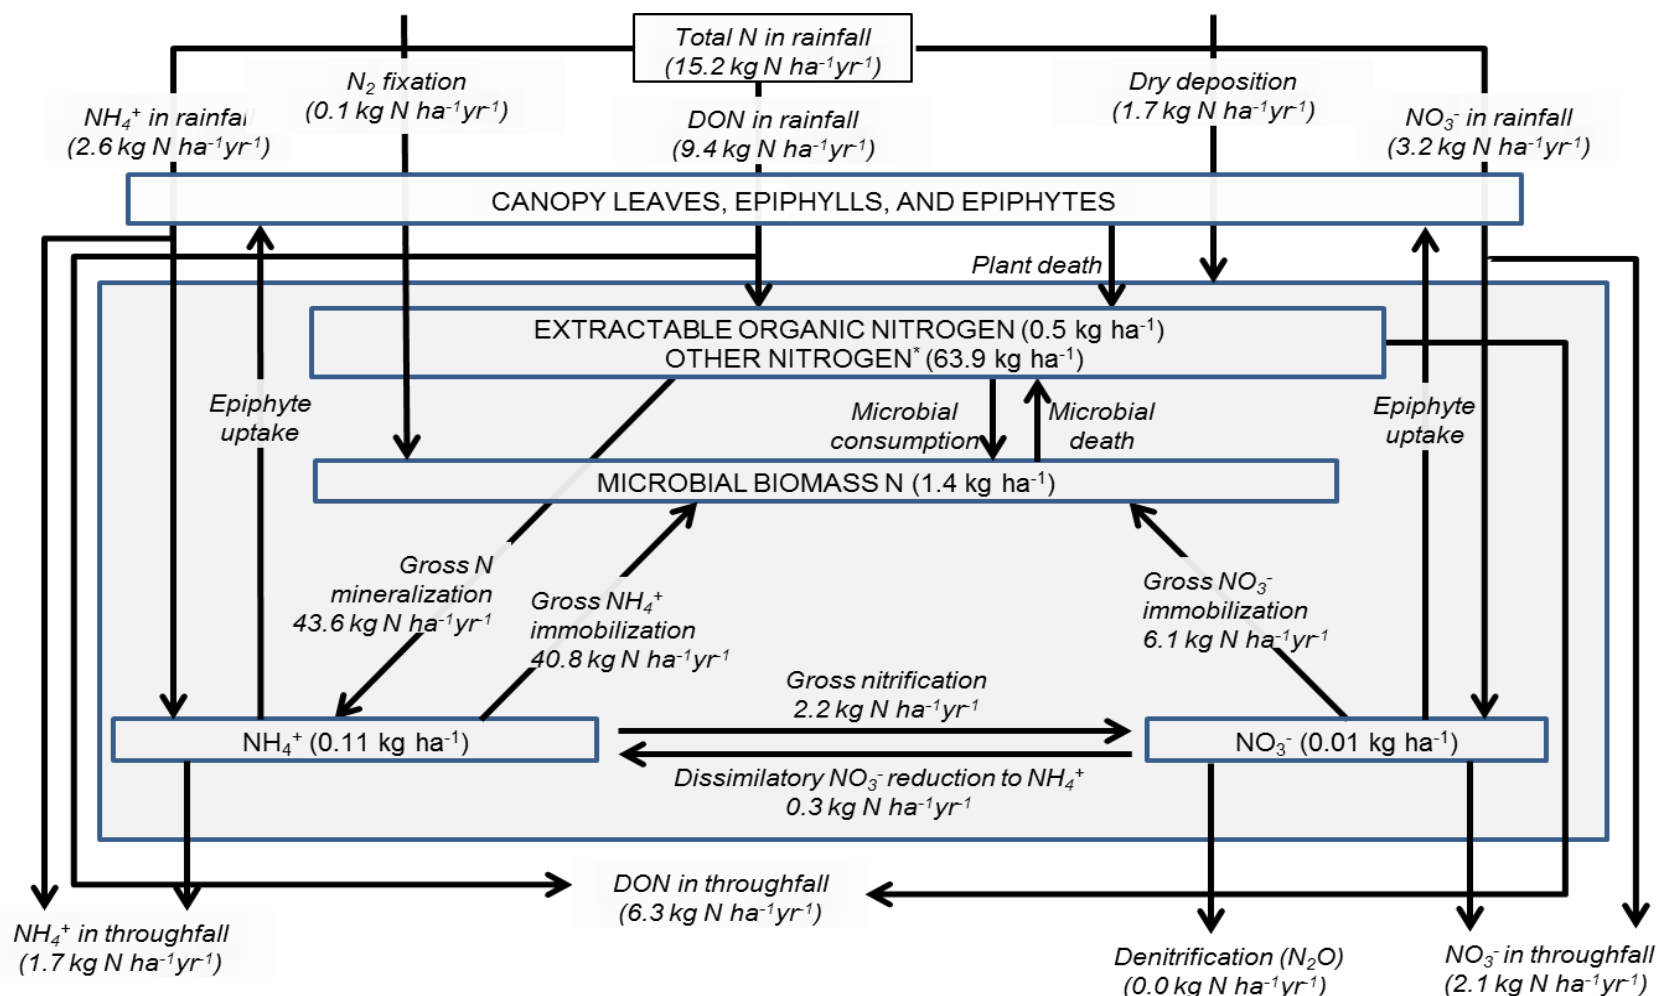 Total N in rainfall
(15.2 kg N ha⁻¹yr⁻¹)
N₂ fixation
(0.1 kg N ha⁻¹yr⁻¹)
Dry deposition
(1.7 kg N ha⁻¹yr⁻¹)
NH₄⁺ in rainfall
(2.6 kg N ha⁻¹yr⁻¹)
DON in rainfall
(9.4 kg N ha⁻¹yr⁻¹)
NO₃⁻ in rainfall
(3.2 kg N ha⁻¹yr⁻¹)
CANOPY LEAVES, EPIPHYLLS, AND EPIPHYTES
Plant death
EXTRACTABLE ORGANIC NITROGEN (0.5 kg ha⁻¹)
OTHER NITROGEN* (63.9 kg ha⁻¹)
Epiphyte
uptake
Microbial
consumption
Microbial
death
Epiphyte
uptake
MICROBIAL BIOMASS N (1.4 kg ha⁻¹)
Gross N
mineralization
43.6 kg N ha⁻¹yr⁻¹
Gross NH₄⁺
immobilization
40.8 kg N ha⁻¹yr⁻¹
Gross NO₃⁻
immobilization
6.1 kg N ha⁻¹yr⁻¹
Gross nitrification
2.2 kg N ha⁻¹yr⁻¹
NH₄⁺ (0.11 kg ha⁻¹)
NO₃⁻ (0.01 kg ha⁻¹)
Dissimilatory NO₃⁻ reduction to NH₄⁺
0.3 kg N ha⁻¹yr⁻¹
DON in throughfall
(6.3 kg N ha⁻¹yr⁻¹)
NH₄⁺ in throughfall
(1.7 kg N ha⁻¹yr⁻¹)
Denitrification (N₂O)
(0.0 kg N ha⁻¹yr⁻¹)
NO₃⁻ in throughfall
(2.1 kg N ha⁻¹yr⁻¹)